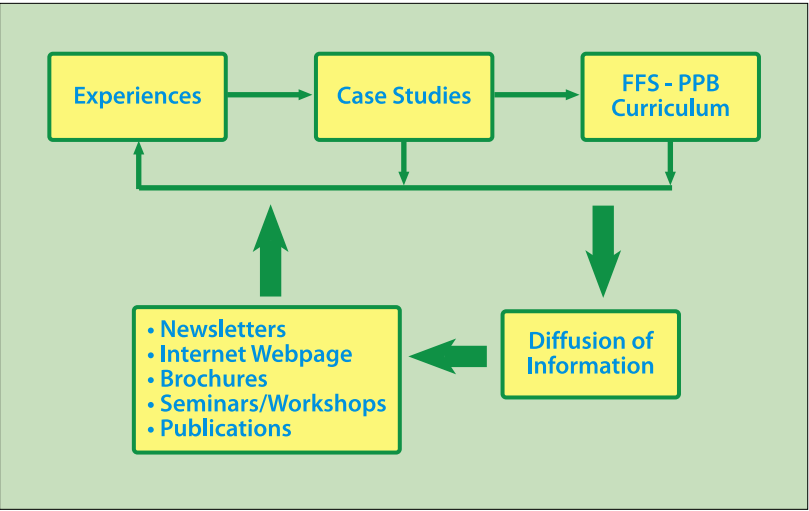 Experiences
Case Studies
FFS - PPB
Curriculum
Diffusion of
Information
• Newsletters
• Internet Webpage
• Brochures
• Seminars/Workshops
• Publications